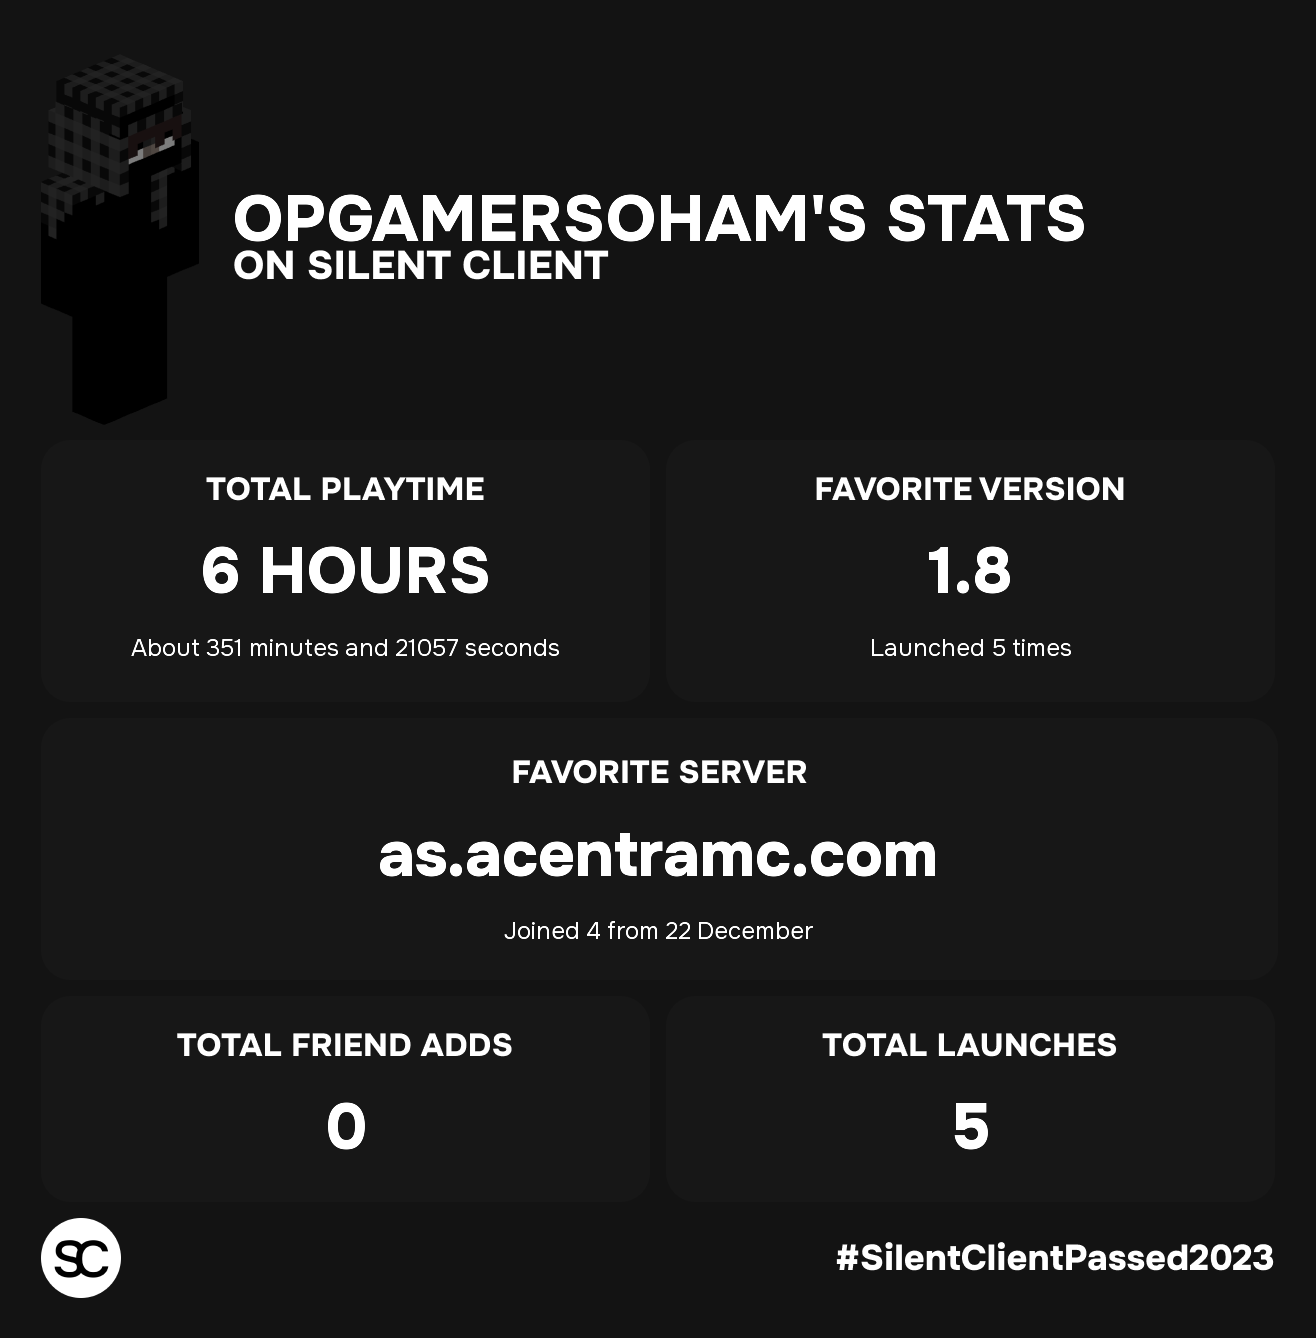 OPGAMERSOHAM'S STATS
ON SILENT CLIENT
TOTAL PLAYTIME
6 HOURS
About 351 minutes and 21057 seconds
FAVORITE VERSION
1.8
Launched 5 times
FAVORITE SERVER
as.acentramc.com
Joined 4 from 22 December
TOTAL FRIEND ADDS
0
TOTAL LAUNCHES
5
SC
#SilentClientPassed2023